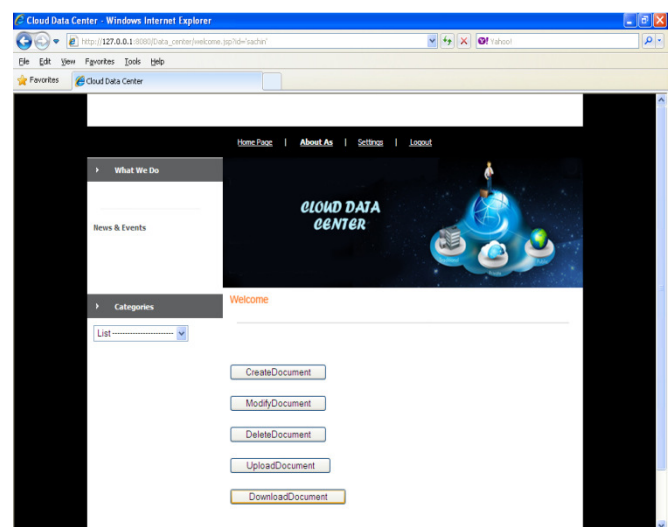 Cloud Data Center - Windows Internet Explorer
http://127.0.0.1:8080/Data_center/welcome.jsp?id='sachin'
Yahoo!
File Edit View Favorites Tools Help
Favorites Cloud Data Center
Home Page | About As | Settings | Logout
What We Do
CLOUD DATA
CENTER
News & Events
Categories
Welcome
List ------------------------
CreateDocument
ModifyDocument
DeleteDocument
UploadDocument
DownloadDocument